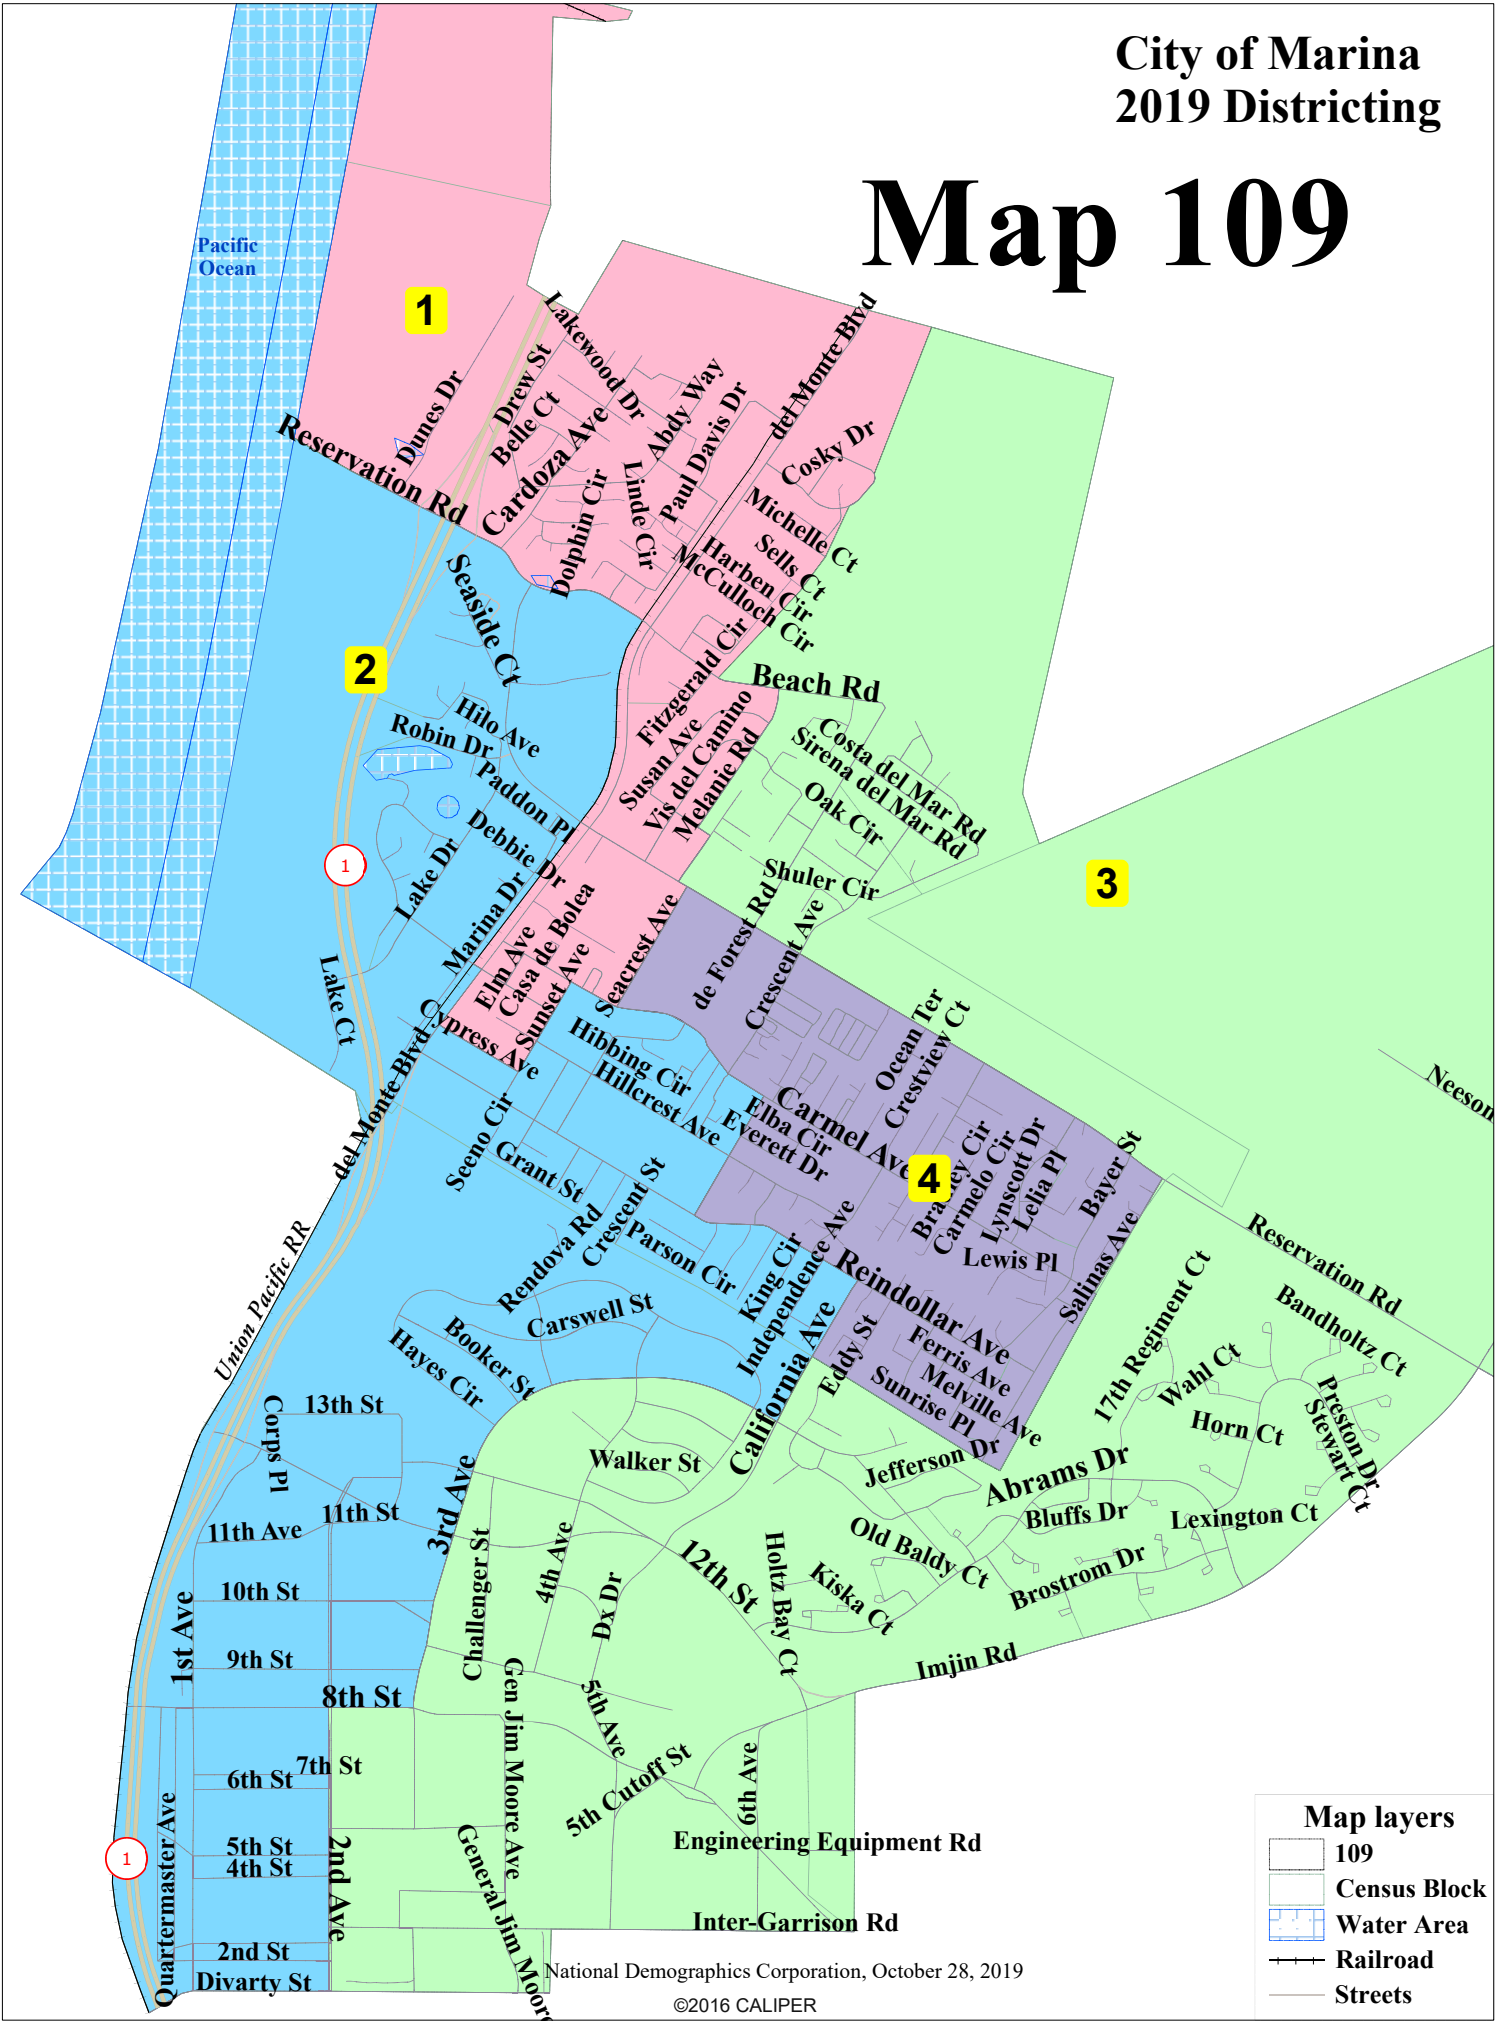 City of Marina
2019 Districting
Map 109
Pacific
Ocean
1
Lakewood Dr
del Monte Blvd
Drew St
Dunes Dr
Belle Ct
Cardoza Ave
Abdy Way
Paul Davis Dr
Cosky Dr
Reservation Rd
Dolphin Cir
Linde Cir
Michelle Ct
Sells Ct
Harben Cir
McCulloch Cir
Seaside Ct
2
Fitzgerald Cir
Beach Rd
Hilo Ave
Robin Dr
Paddon Pl
Susan Ave
Vis del Camino
Melanie Rd
Costa del Mar Rd
Sirena del Mar Rd
Oak Cir
Debbie Dr
Lake Dr
1
Shuler Cir
3
Marina Dr
Elm Ave
Casa de Bolea
Sunset Ave
Seacrest Ave
de Forest Rd
Crescent Ave
Lake Ct
Cypress Ave
Ocean Ter
Crestview Ct
Hibbing Cir
Hillcrest Ave
del Monte Blvd
Neeson
Elba Cir
Everett Dr
Carmel Ave
4
Seeno Cir
Grant St
Crescent St
Rendova Rd
Parson Cir
Bradley Cir
Carmelo Cir
Lynscott Dr
Lelia Pl
Bayer St
Lewis Pl
Salinas Ave
Reservation Rd
Union Pacific RR
King Cir
Independence Ave
Reindollar Ave
California Ave
Carswell St
Booker St
Hayes Cir
Eddy St
Ferris Ave
Melville Ave
Sunrise Pl
17th Regiment Ct
Bandholtz Ct
Wahl Ct
Horn Ct
Preston Dr
Stewart Ct
13th St
Corps Pl
Walker St
Jefferson Dr
Abrams Dr
Bluffs Dr
Lexington Ct
11th St
11th Ave
3rd Ave
Challenger St
4th Ave
12th St
Holtz Bay Ct
Old Baldy Ct
Kiska Ct
Brostrom Dr
10th St
Dx Dr
1st Ave
9th St
8th St
Imjin Rd
Gen Jim Moore Ave
5th Ave
5th Cutoff St
6th Ave
7th St
6th St
Quartermaster Ave
5th St
4th St
1
2nd Ave
General Jim Moore
Engineering Equipment Rd
Inter-Garrison Rd
2nd St
Divarty St
National Demographics Corporation, October 28, 2019
©2016 CALIPER
Map layers
109
Census Block
Water Area
Railroad
Streets